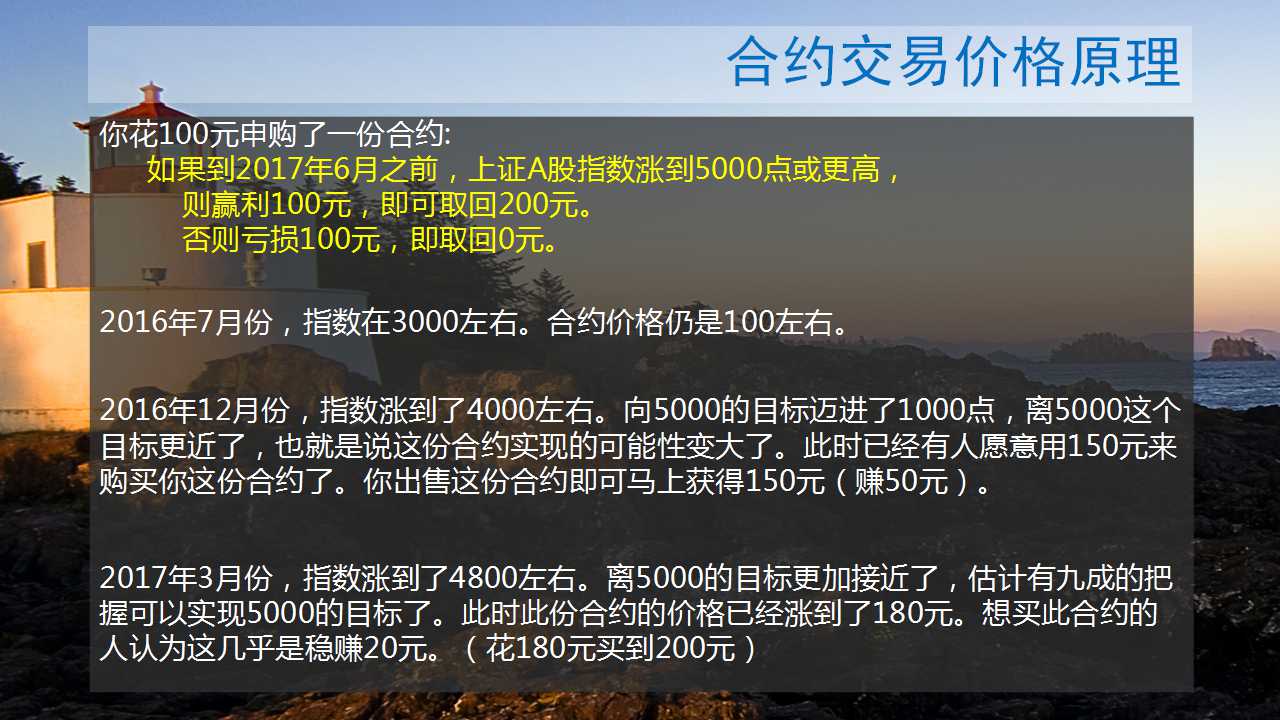 合约交易价格原理
你花100元申购了一份合约:
如果到2017年6月之前，上证A股指数涨到5000点或更高，
则赢利100元，即可取回200元。
否则亏损100元，即取回0元。
2016年7月份，指数在3000左右。合约价格仍是100左右。
2016年12月份，指数涨到了4000左右。向5000的目标迈进了1000点，离5000这个
目标更近了，也就是说这份合约实现的可能性变大了。此时已经有人愿意用150元来
购买你这份合约了。你出售这份合约即可马上获得150元（赚50元）。
2017年3月份，指数涨到了4800左右。离5000的目标更加接近了，估计有九成的把
握可以实现5000的目标了。此时此份合约的价格已经涨到了180元。想买此合约的
人认为这几乎是稳赚20元。（花180元买到200元）